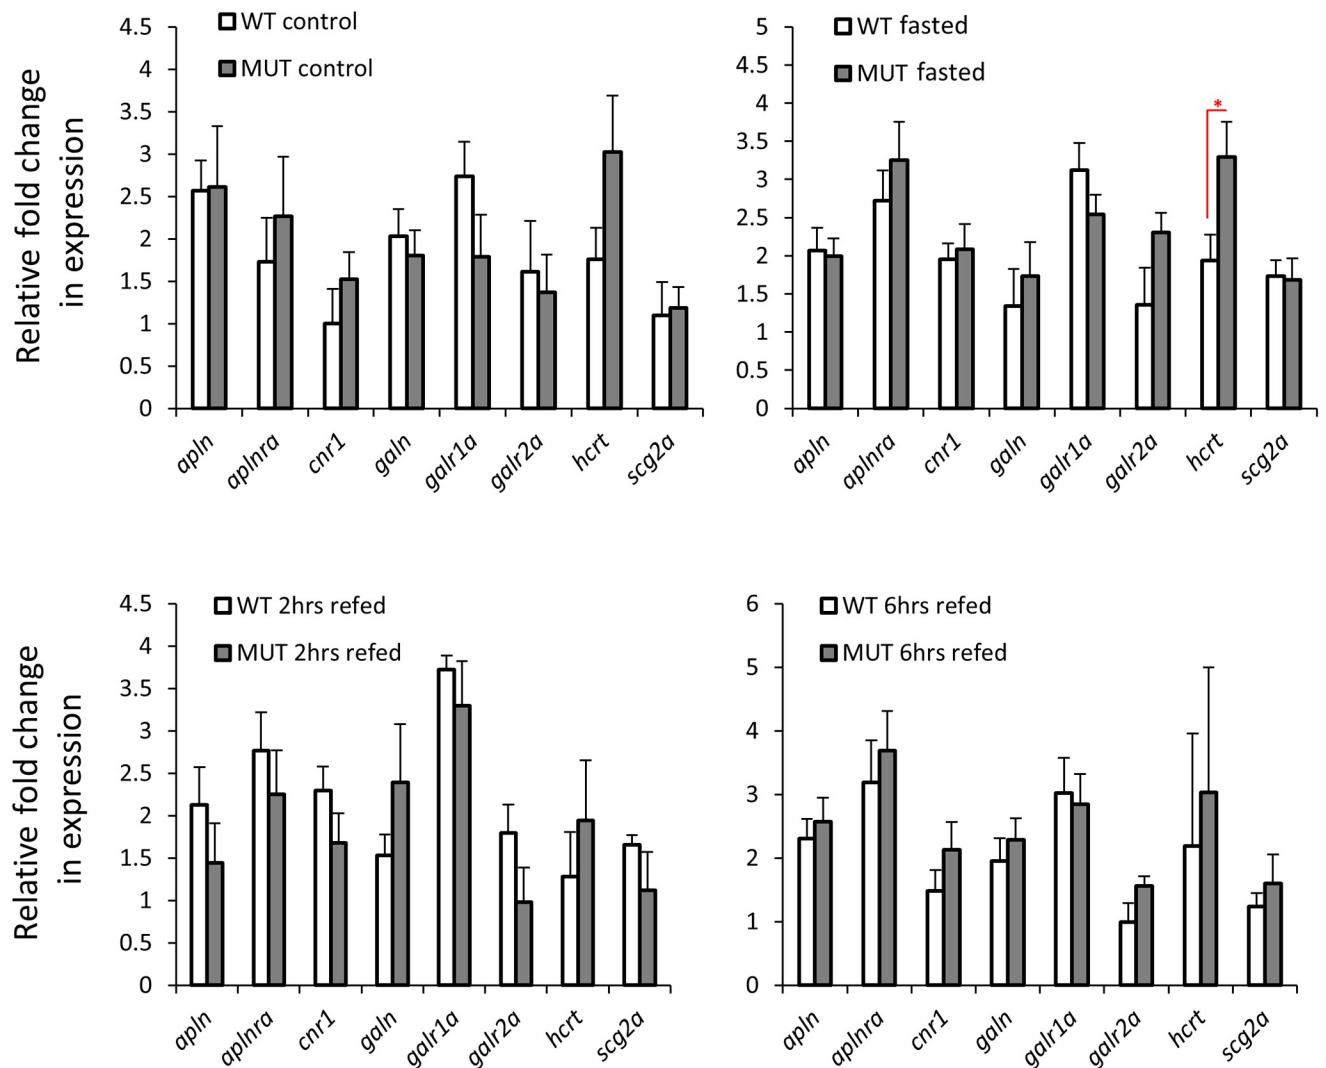 Relative fold change
in expression
4.5
4
3.5
3
2.5
2
1.5
1
0.5
0
WT control
MUT control
apln
aplnra
cnr1
galn
galr1a
galr2a
hcrt
scg2a
5
4.5
4
3.5
3
2.5
2
1.5
1
0.5
0
WT fasted
MUT fasted
*
apln
aplnra
cnr1
galn
galr1a
galr2a
hcrt
scg2a
Relative fold change
in expression
4.5
4
3.5
3
2.5
2
1.5
1
0.5
0
WT 2hrs refed
MUT 2hrs refed
apln
aplnra
cnr1
galn
galr1a
galr2a
hcrt
scg2a
6
5
4
3
2
1
0
WT 6hrs refed
MUT 6hrs refed
apln
aplnra
cnr1
galn
galr1a
galr2a
hcrt
scg2a